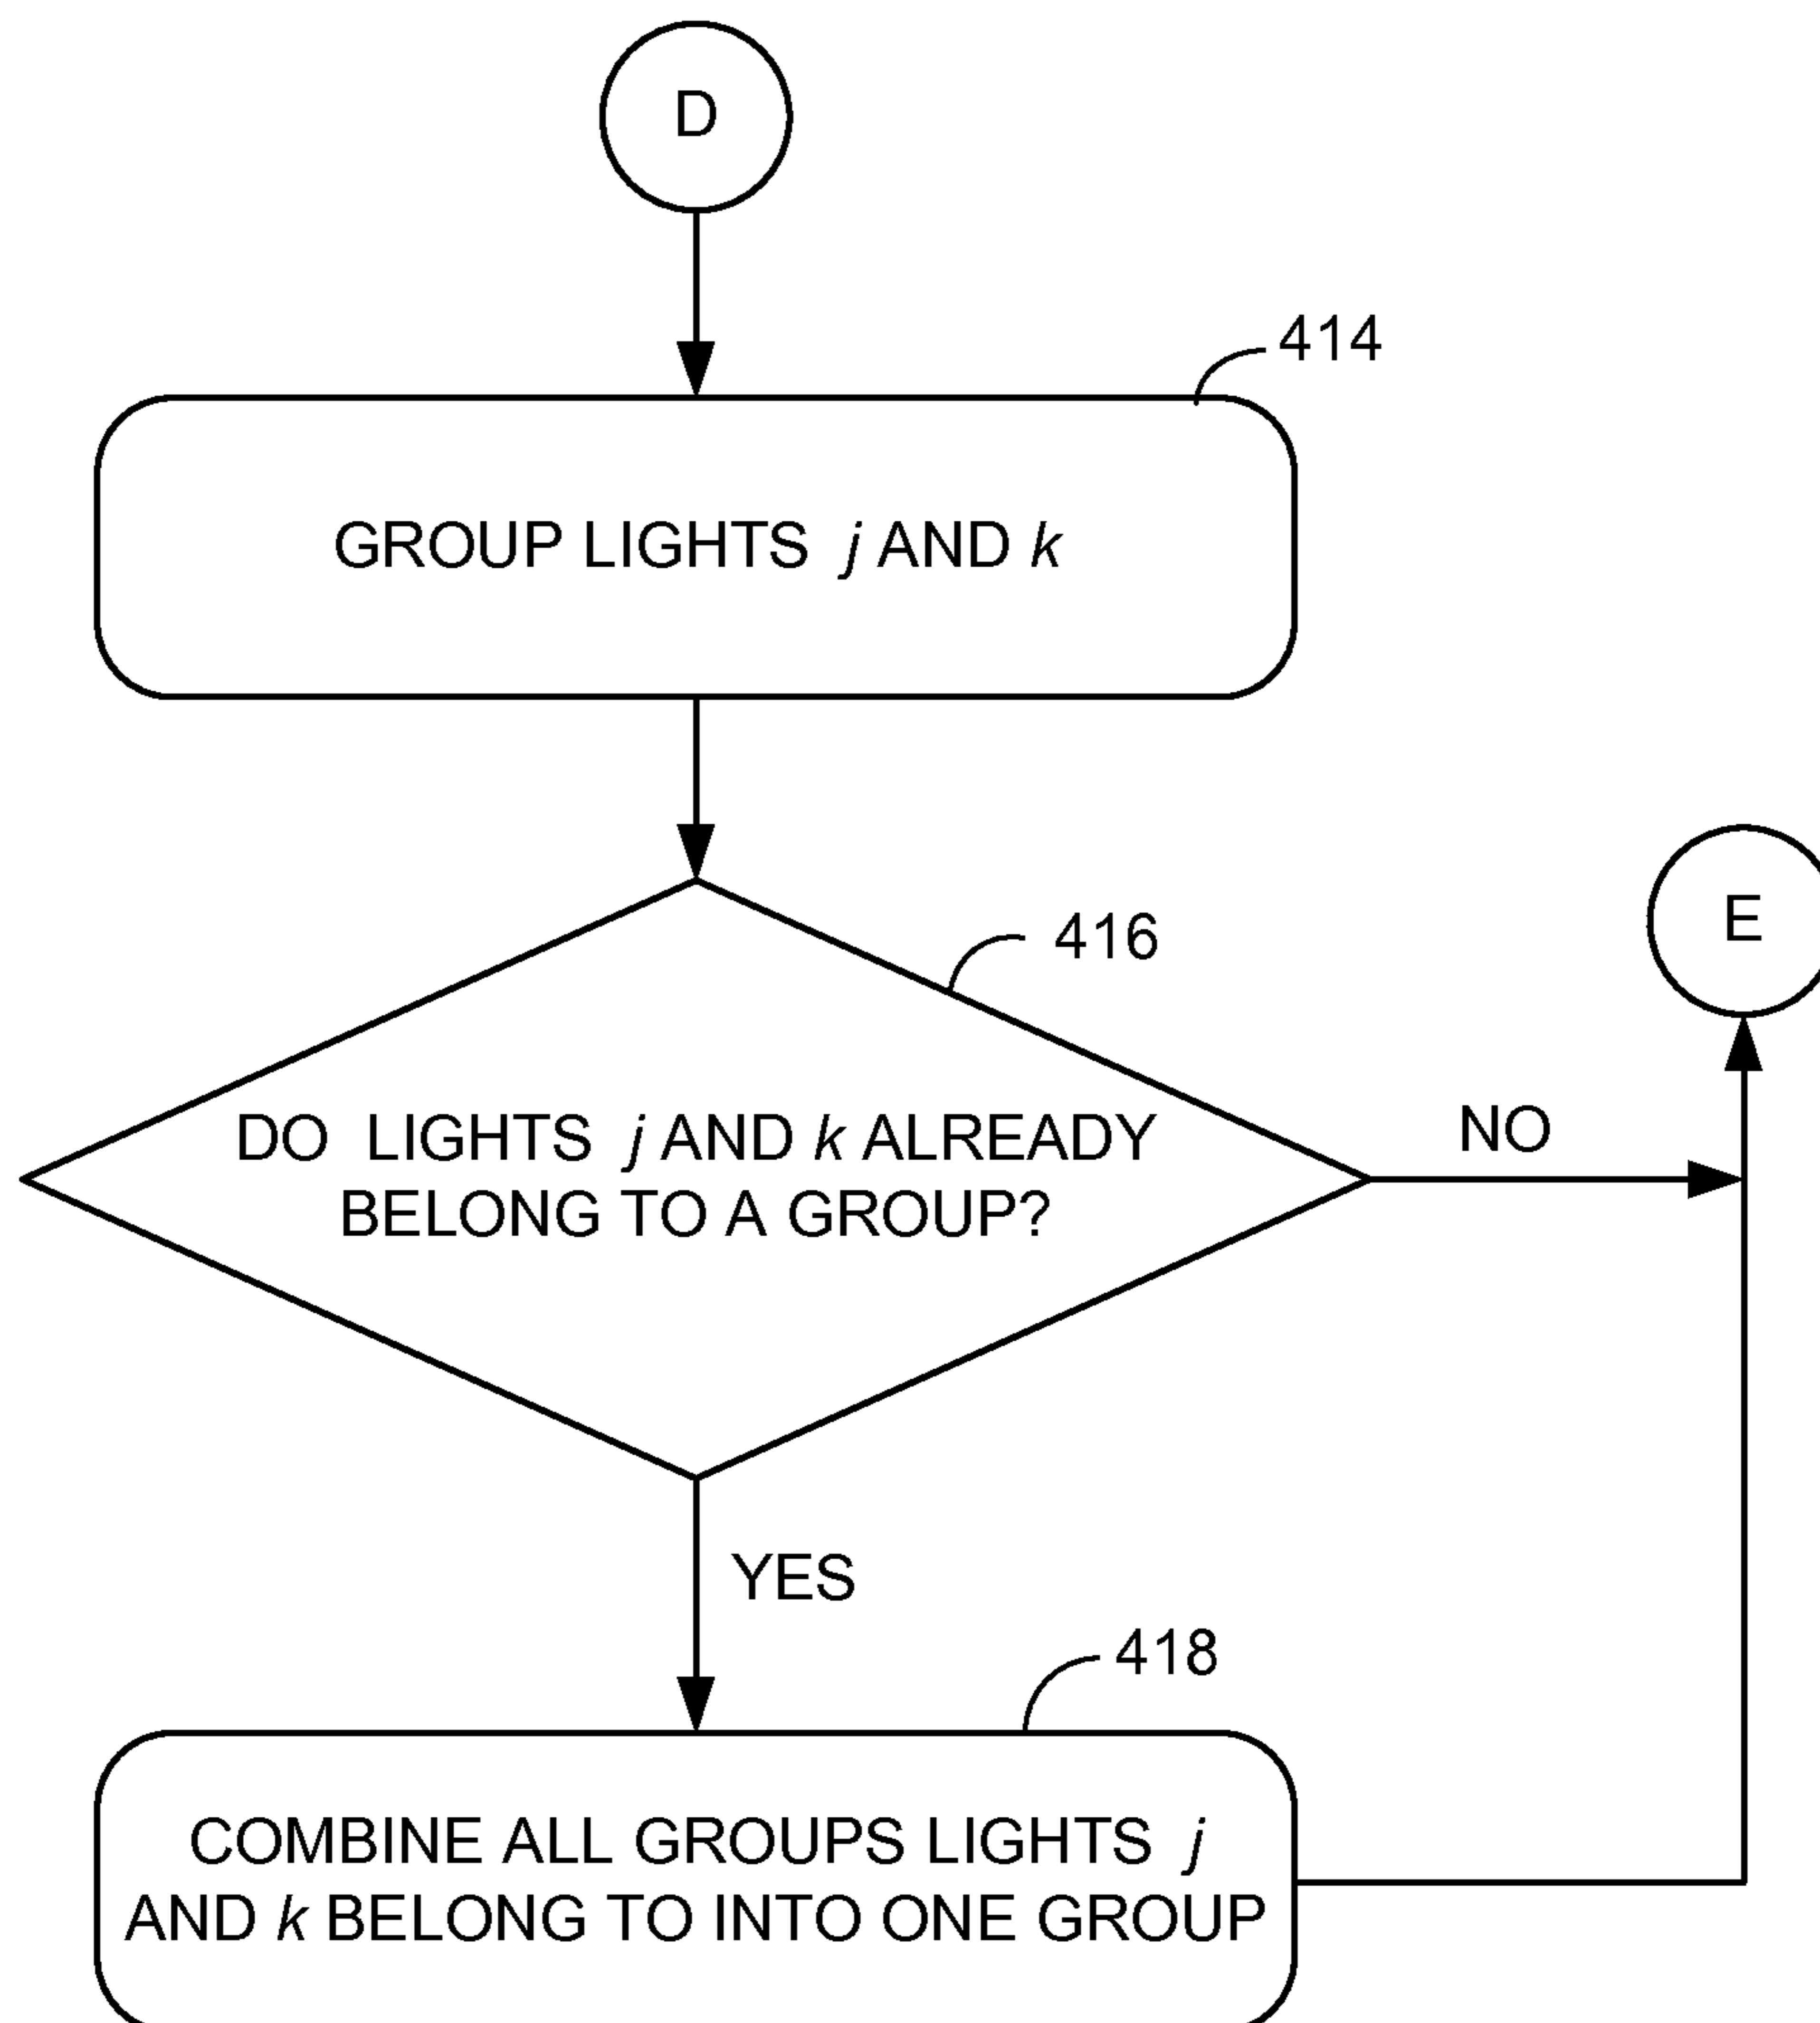 D
414
GROUP LIGHTS j AND k
416
E
DO LIGHTS j AND k ALREADY
BELONG TO A GROUP?
NO
YES
418
COMBINE ALL GROUPS LIGHTS j
AND k BELONG TO INTO ONE GROUP